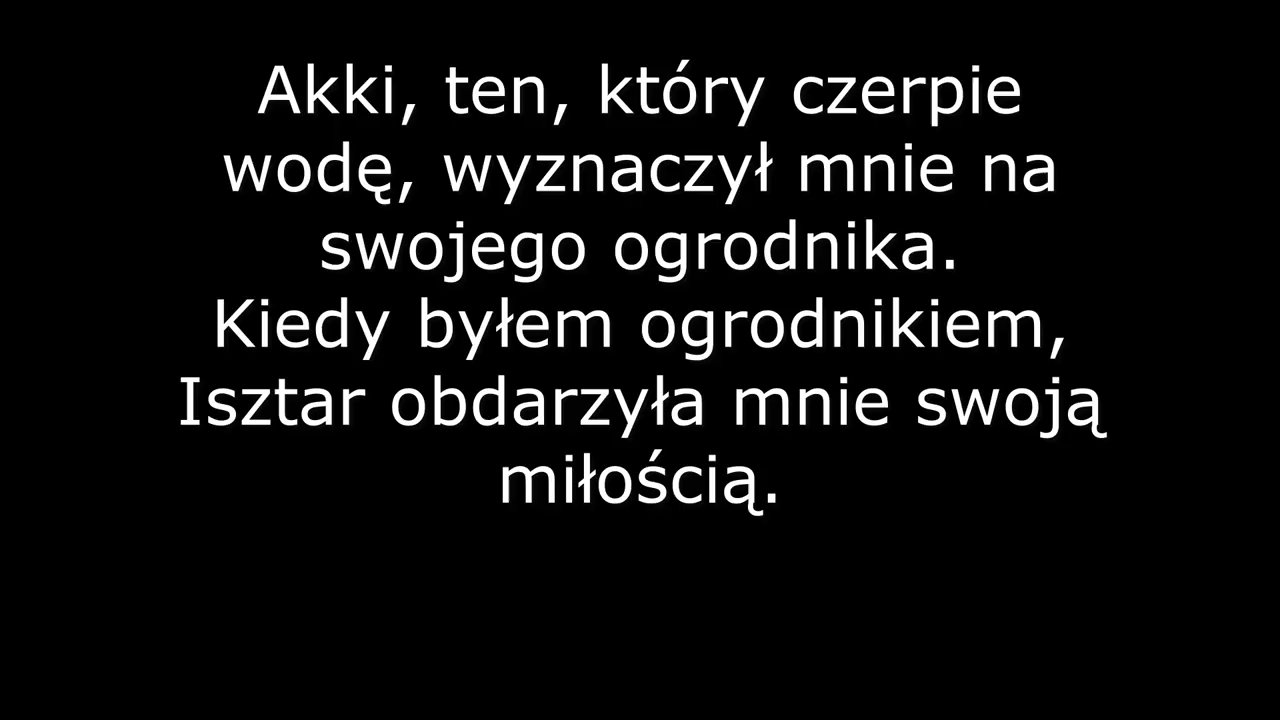 Akki, ten, który czerpie
wodę, wyznaczył mnie na
swojego ogrodnika.
Kiedy byłem ogrodnikiem,
Isztar obdarzyła mnie swoją
miłością.